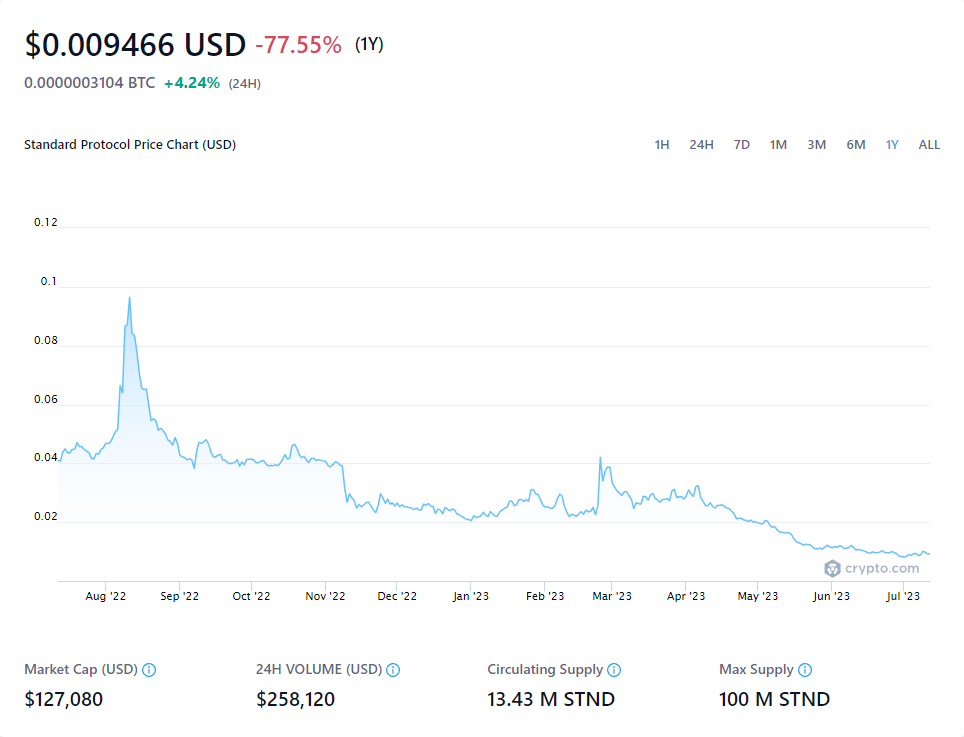 $0.009466 USD -77.55% (1Y)
0.0000003104 BTC +4.24% (24H)
Standard Protocol Price Chart (USD) 1H 24H 7D 1M 3M 6M 1Y ALL
0.12
0.1
0.08
0.06
0.04
0.02
crypto.com
Aug '22 Sep '22 Oct '22 Nov '22 Dec '22 Jan '23 Feb '23 Mar '23 Apr '23 May '23 Jun '23 Jul '23
Market Cap (USD) 24H VOLUME (USD) Circulating Supply Max Supply
$127,080 $258,120 13.43 M STND 100 M STND